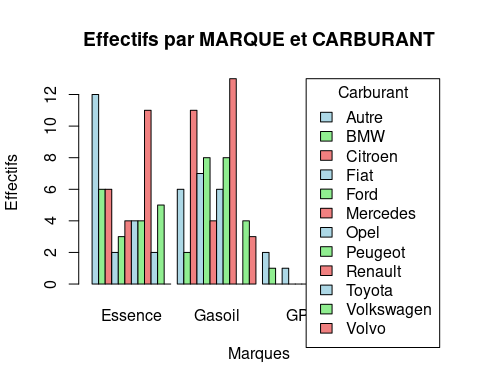 Effectifs par MARQUE et CARBURANT
Effectifs
12
10
8
6
4
2
0
Essence
Gasoil
GP
Marques
Carburant
Autre
BMW
Citroen
Fiat
Ford
Mercedes
Opel
Peugeot
Renault
Toyota
Volkswagen
Volvo